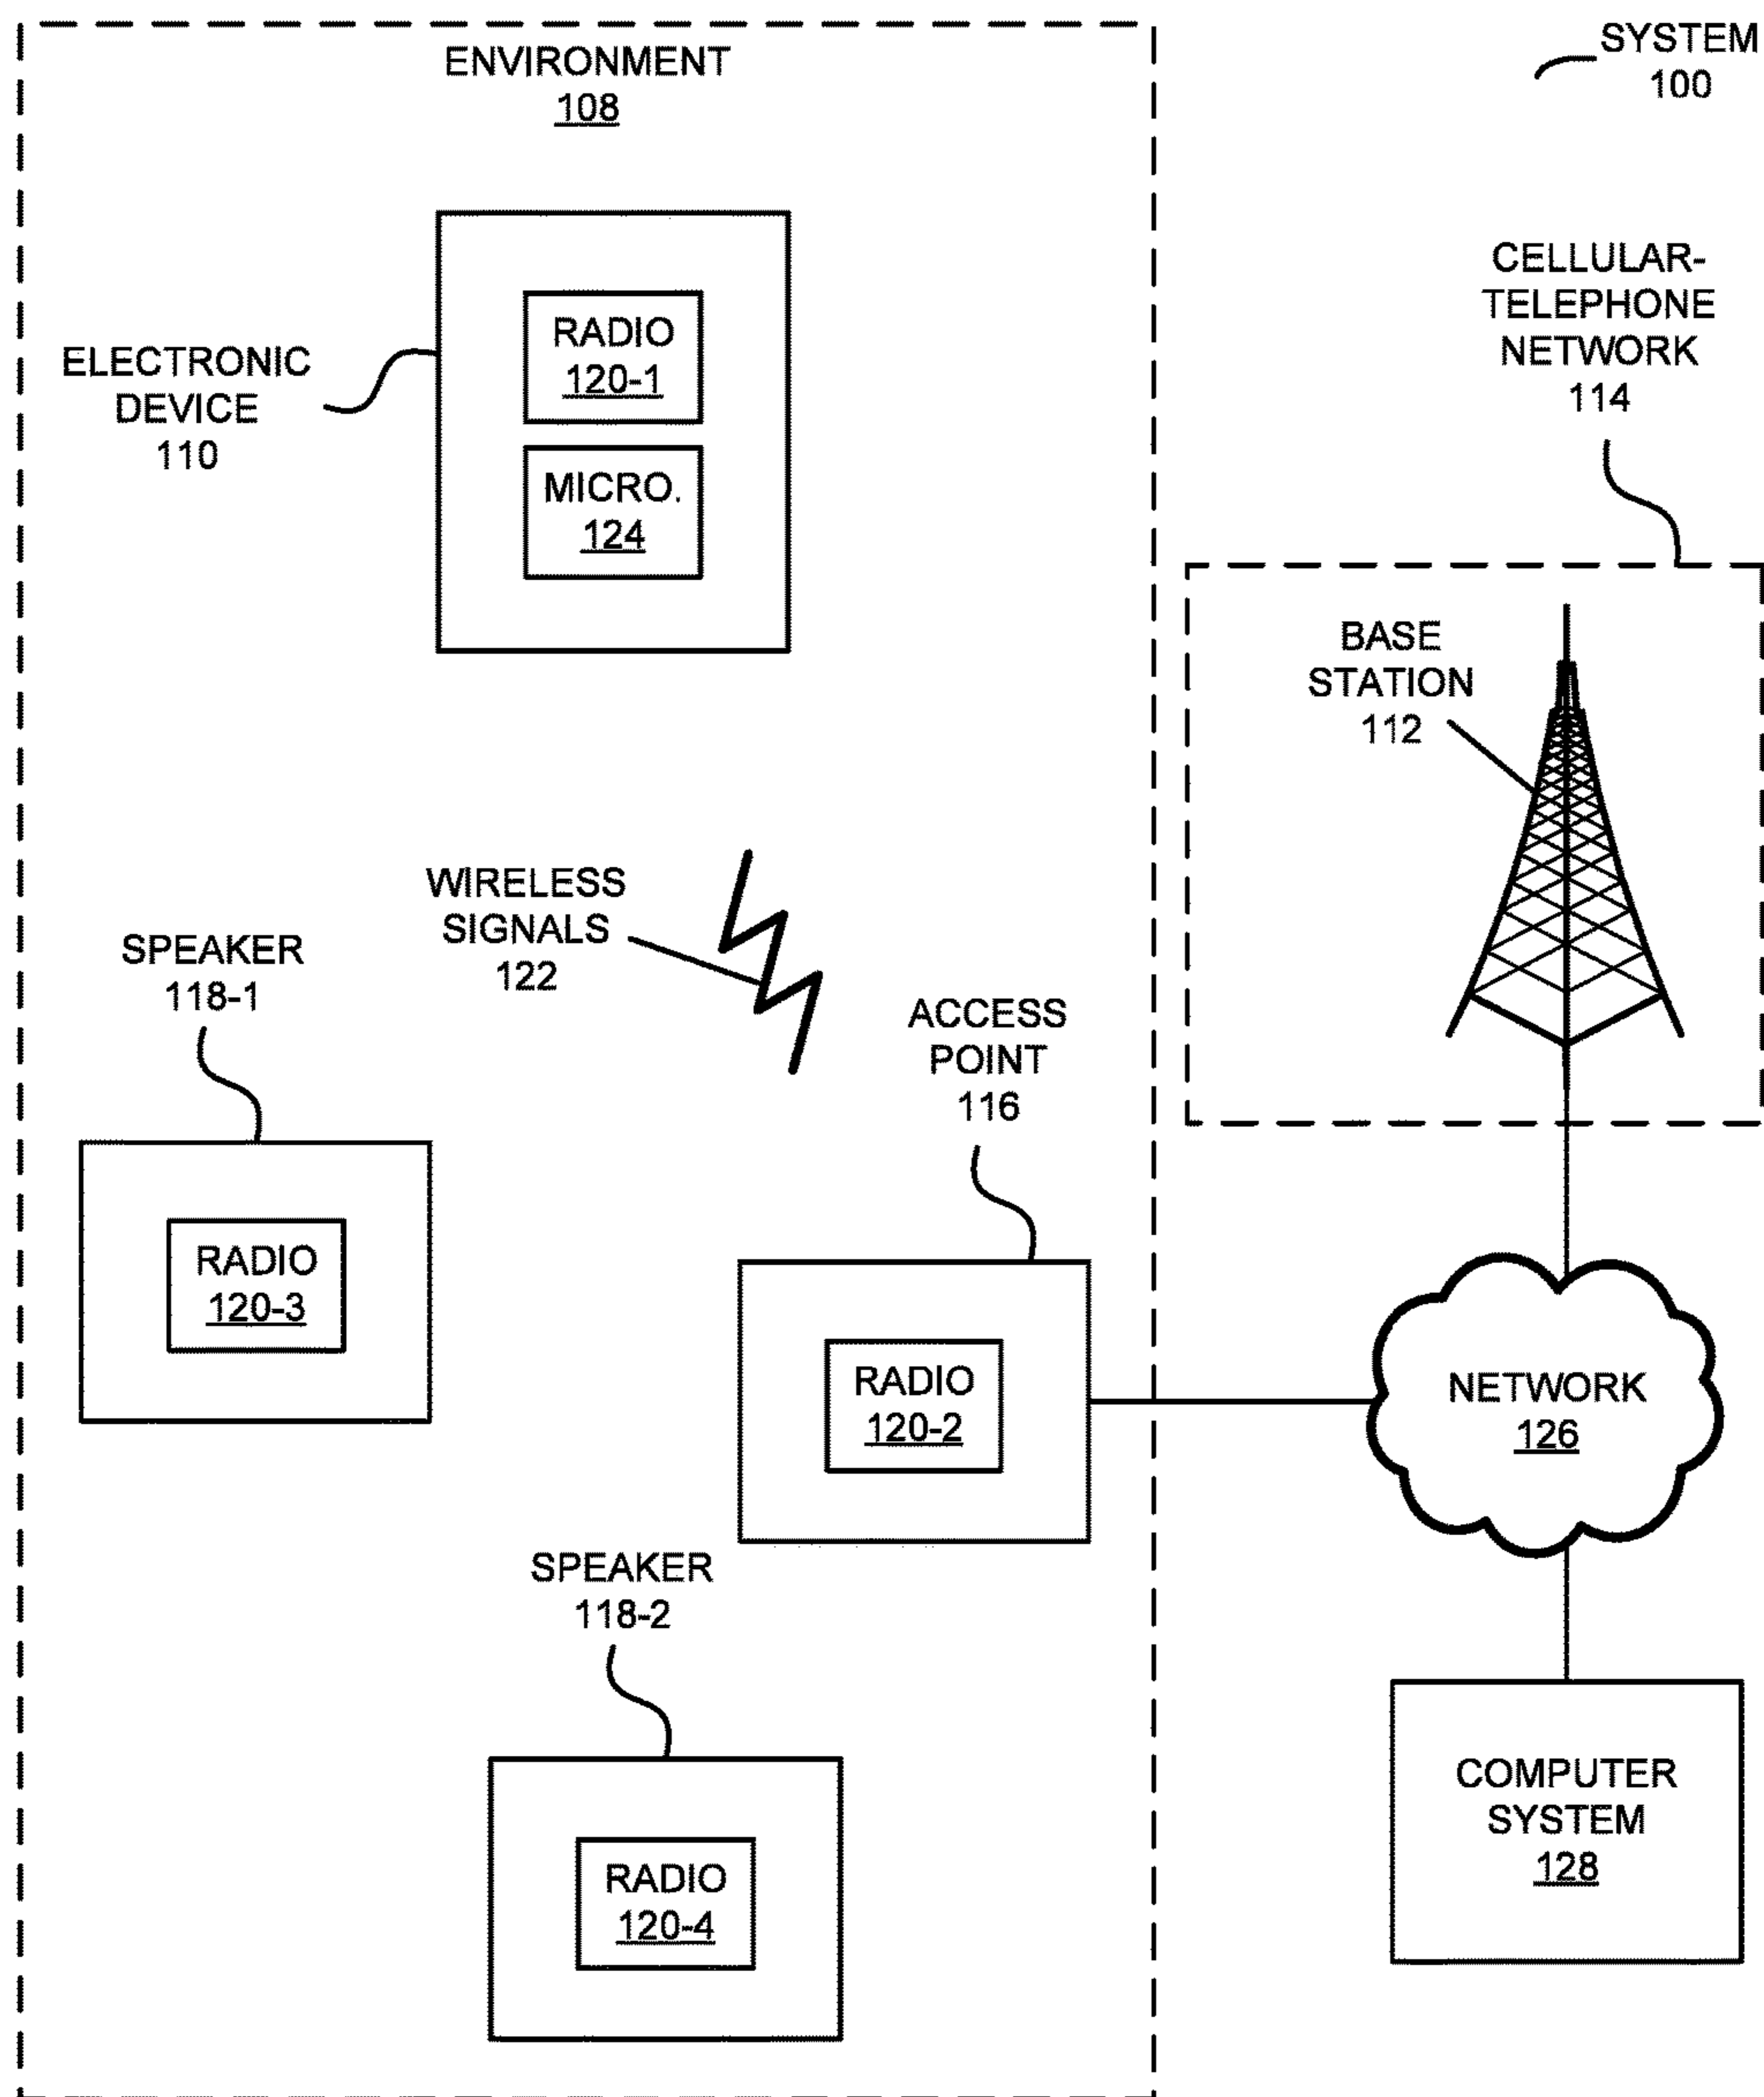 SYSTEM
100
ENVIRONMENT
108
CELLULAR-
TELEPHONE
NETWORK
114
RADIO
120-1
ELECTRONIC
DEVICE
110
MICRO.
124
BASE
STATION
112
WIRELESS
SIGNALS
122
SPEAKER
118-1
ACCESS
POINT
116
RADIO
120-3
RADIO
120-2
NETWORK
126
SPEAKER
118-2
COMPUTER
SYSTEM
128
RADIO
120-4